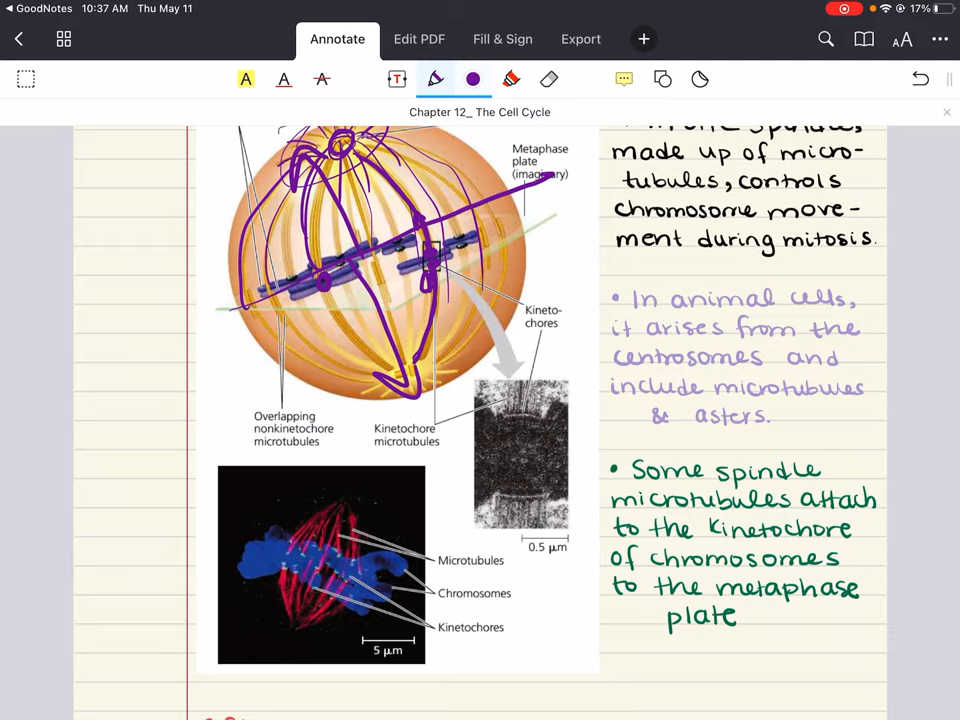 GoodNotes 10:37 AM Thu May 11 17%
Annotate Edit PDF Fill & Sign Export
AA
A A A T
Chapter 12_ The Cell Cycle
Metaphase
plate
(imaginary)
Kineto-
chores
Overlapping
nonkinetochore
microtubules
Kinetochore
microtubules
0.5 µm
Microtubules
Chromosomes
Kinetochores
5 µm
spindles,
made up of micro-
tubules, controls
chromosome move-
ment during mitosis.
• In animal cells,
it arises from the
centrosomes and
include microtubules
& asters.
• Some spindle
microtubules attach
to the kinetochore
of chromosomes
to the metaphase
plate